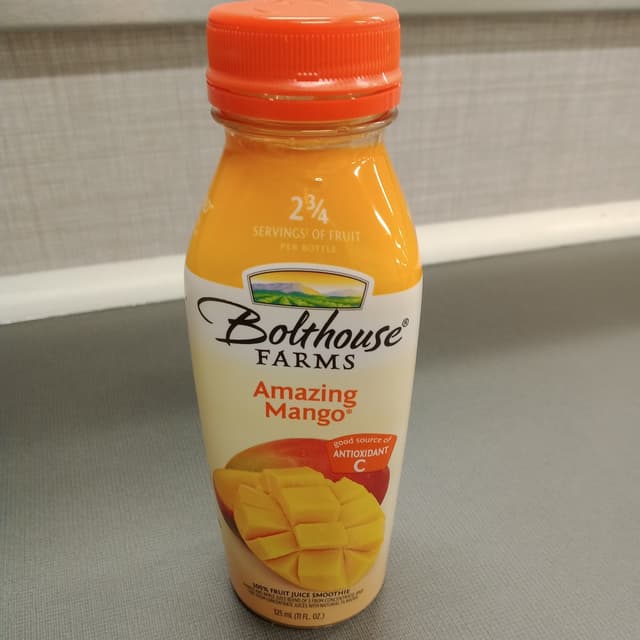 2¾
SERVINGS† OF FRUIT
PER BOTTLE
Bolthouse®
FARMS
Amazing
Mango®
good source of
ANTIOXIDANT
C
100% FRUIT JUICE SMOOTHIE
325 mL (11 FL. OZ.)